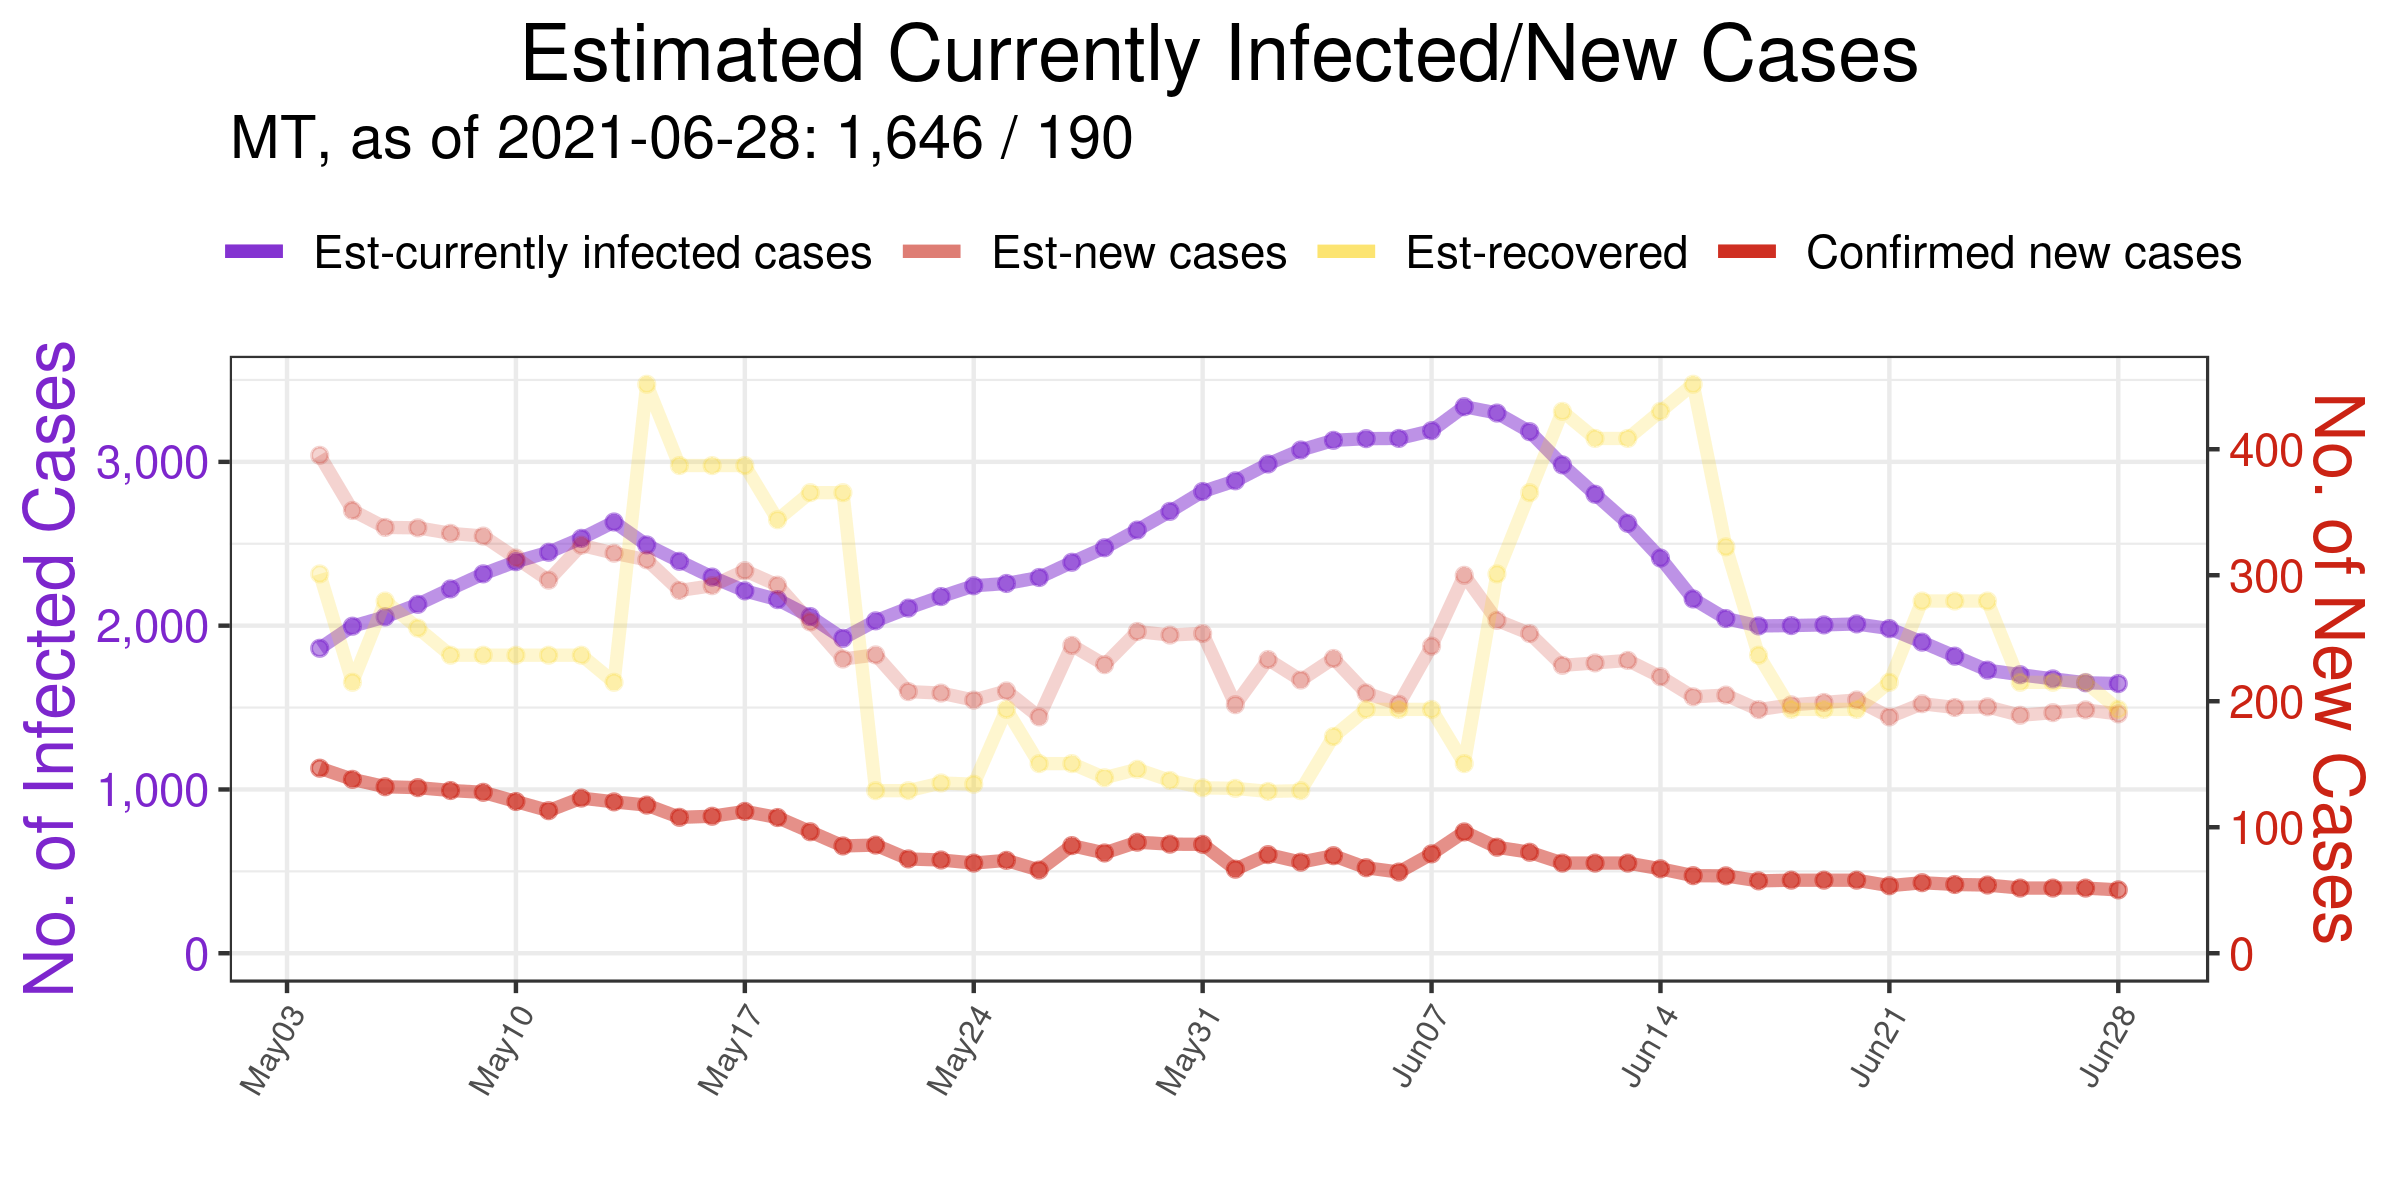 Estimated Currently Infected/New Cases
MT, as of 2021-06-28: 1,646 / 190
Est-currently infected cases Est-new cases Est-recovered Confirmed new cases
No. of Infected Cases
3,000
2,000
1,000
0
400
300
200
100
0
No. of New Cases
May03 May10 May17 May24 May31 Jun07 Jun14 Jun21 Jun28